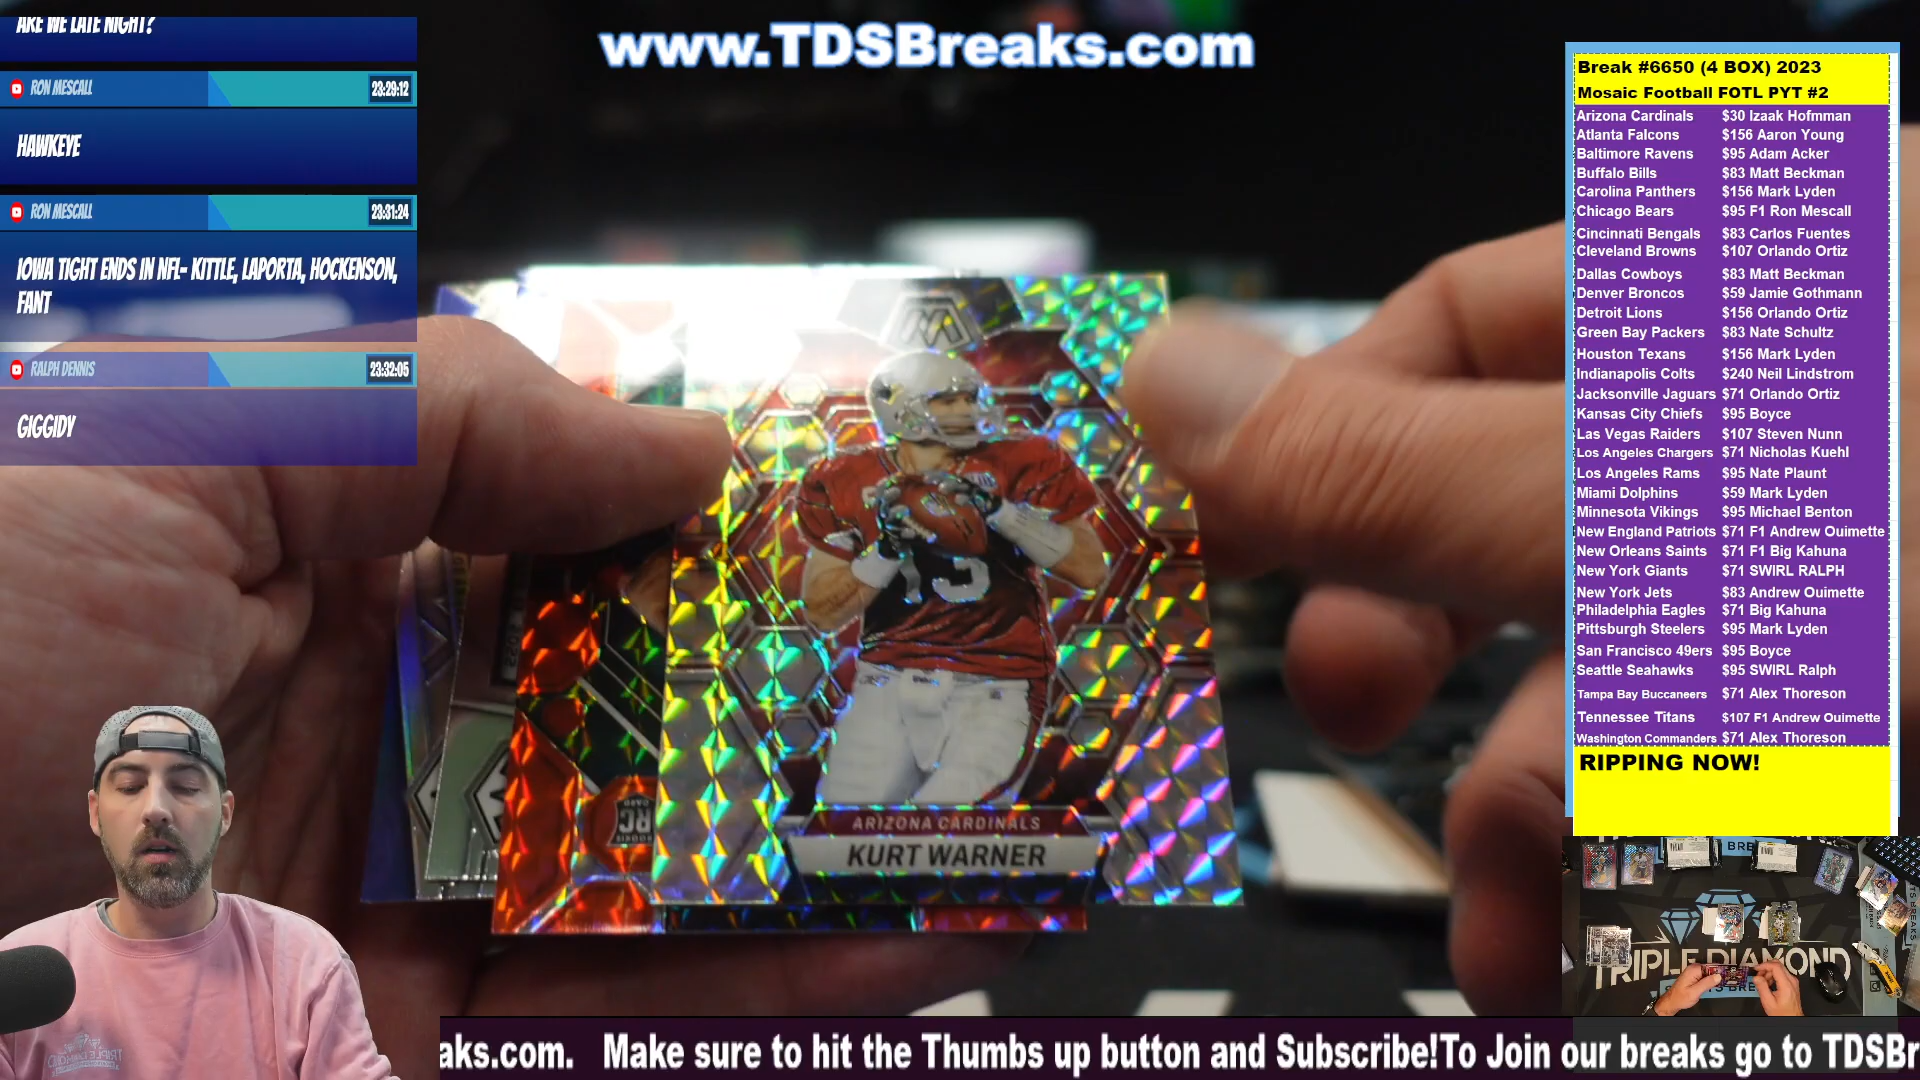 ARE WE LATE NIGHT?
www.TDSBreaks.com
RON MESCALL 23:29:12
HAWKEYE
RON MESCALL 23:31:24
IOWA TIGHT ENDS IN NFL- KITTLE, LAPORTA, HOCKENSON,
FANT
RALPH DENNIS 23:32:05
GIGGIDY
13
ARIZONA CARDINALS
KURT WARNER
RC
Break #6650 (4 BOX) 2023
Mosaic Football FOTL PYT #2
Arizona Cardinals $30 Izaak Hofmman
Atlanta Falcons $156 Aaron Young
Baltimore Ravens $95 Adam Acker
Buffalo Bills $83 Matt Beckman
Carolina Panthers $156 Mark Lyden
Chicago Bears $95 F1 Ron Mescall
Cincinnati Bengals $83 Carlos Fuentes
Cleveland Browns $107 Orlando Ortiz
Dallas Cowboys $83 Matt Beckman
Denver Broncos $59 Jamie Gothmann
Detroit Lions $156 Orlando Ortiz
Green Bay Packers $83 Nate Schultz
Houston Texans $156 Mark Lyden
Indianapolis Colts $240 Neil Lindstrom
Jacksonville Jaguars $71 Orlando Ortiz
Kansas City Chiefs $95 Boyce
Las Vegas Raiders $107 Steven Nunn
Los Angeles Chargers $71 Nicholas Kuehl
Los Angeles Rams $95 Nate Plaunt
Miami Dolphins $59 Mark Lyden
Minnesota Vikings $95 Michael Benton
New England Patriots $71 F1 Andrew Ouimette
New Orleans Saints $71 F1 Big Kahuna
New York Giants $71 SWIRL RALPH
New York Jets $83 Andrew Ouimette
Philadelphia Eagles $71 Big Kahuna
Pittsburgh Steelers $95 Mark Lyden
San Francisco 49ers $95 Boyce
Seattle Seahawks $95 SWIRL Ralph
Tampa Bay Buccaneers $71 Alex Thoreson
Tennessee Titans $107 F1 Andrew Ouimette
Washington Commanders $71 Alex Thoreson
RIPPING NOW!
TRIPLE DIAMOND
aks.com. Make sure to hit the Thumbs up button and Subscribe!To Join our breaks go to TDSBr